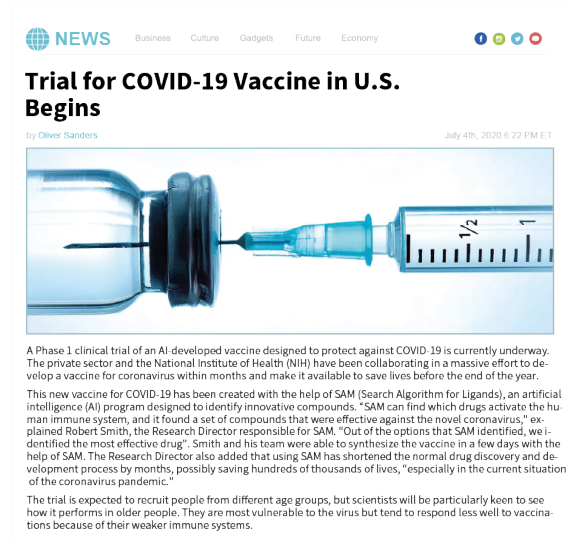 NEWS Business Culture Gadgets Future Economy
Trial for COVID-19 Vaccine in U.S.
Begins
by Oliver Sanders July 4th, 2020 6:22 PM ET
1/2 1
A Phase 1 clinical trial of an AI-developed vaccine designed to protect against COVID-19 is currently underway.
The private sector and the National Institute of Health (NIH) have been collaborating in a massive effort to de-
velop a vaccine for coronavirus within months and make it available to save lives before the end of the year.
This new vaccine for COVID-19 has been created with the help of SAM (Search Algorithm for Ligands), an artificial
intelligence (AI) program designed to identify innovative compounds. “SAM can find which drugs activate the hu-
man immune system, and it found a set of compounds that were effective against the novel coronavirus,” ex-
plained Robert Smith, the Research Director responsible for SAM. “Out of the options that SAM identified, we i-
dentified the most effective drug”. Smith and his team were able to synthesize the vaccine in a few days with the
help of SAM. The Research Director also added that using SAM has shortened the normal drug discovery and de-
velopment process by months, possibly saving hundreds of thousands of lives, “especially in the current situation
of the coronavirus pandemic.”
The trial is expected to recruit people from different age groups, but scientists will be particularly keen to see
how it performs in older people. They are most vulnerable to the virus but tend to respond less well to vaccina-
tions because of their weaker immune systems.